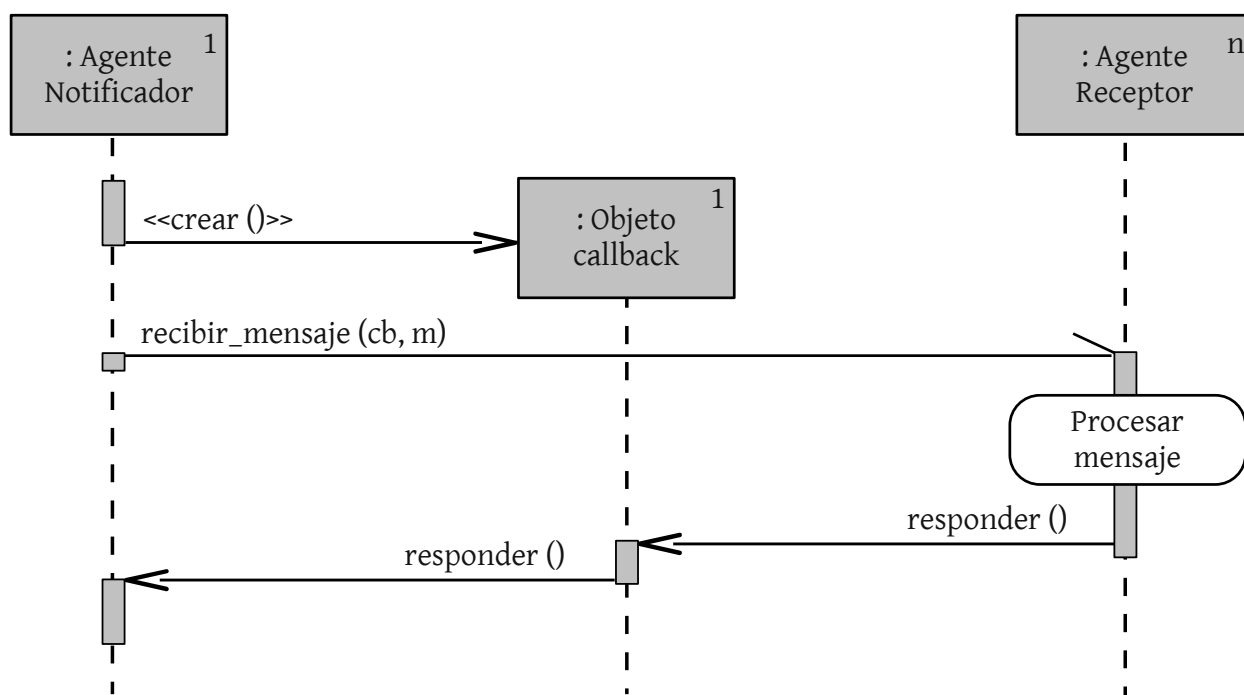 1
: Agente
Notificador
n
: Agente
Receptor
<<crear ()>>
1
: Objeto
callback
recibir_mensaje (cb, m)
Procesar
mensaje
responder ()
responder ()